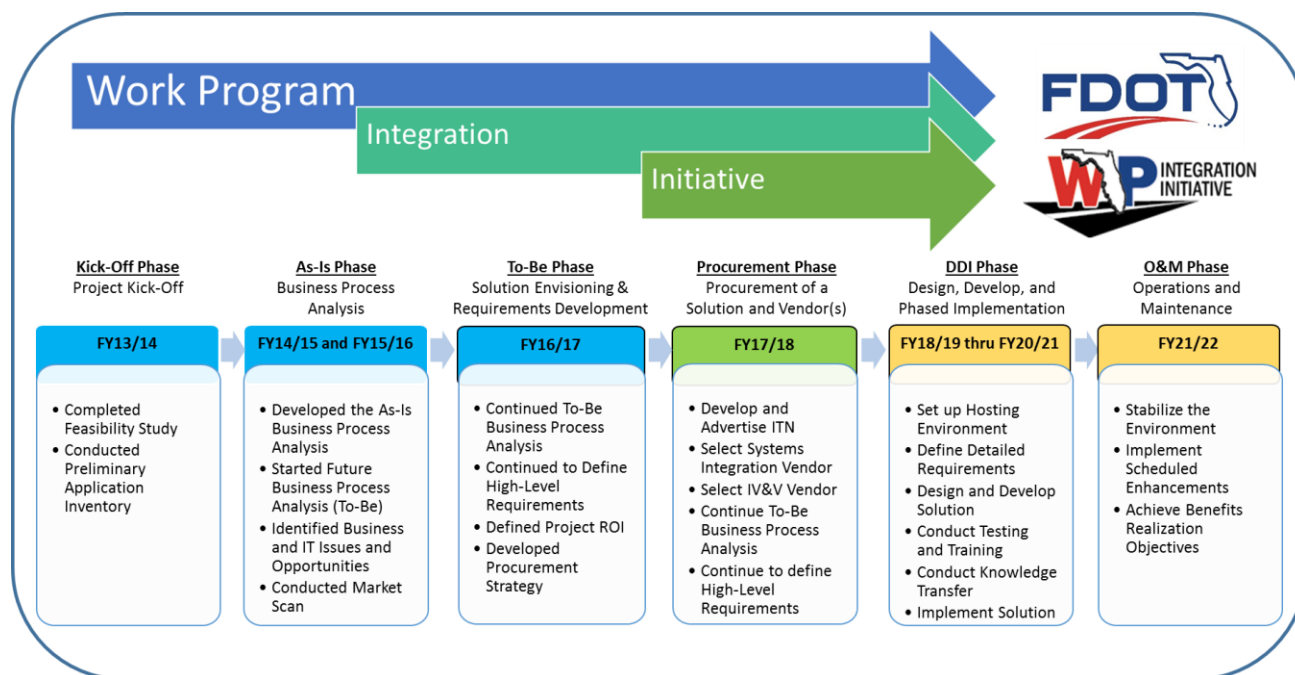 Work Program
Integration
Initiative
FDOT
WP INTEGRATION
INITIATIVE
Kick-Off Phase
Project Kick-Off
FY13/14
• Completed
Feasibility Study
• Conducted
Preliminary
Application
Inventory
As-Is Phase
Business Process
Analysis
FY14/15 and FY15/16
• Developed the As-Is
Business Process
Analysis
• Started Future
Business Process
Analysis (To-Be)
• Identified Business
and IT Issues and
Opportunities
• Conducted Market
Scan
To-Be Phase
Solution Envisioning &
Requirements Development
FY16/17
• Continued To-Be
Business Process
Analysis
• Continued to Define
High-Level
Requirements
• Defined Project ROI
• Developed
Procurement
Strategy
Procurement Phase
Procurement of a
Solution and Vendor(s)
FY17/18
• Develop and
Advertise ITN
• Select Systems
Integration Vendor
• Select IV&V Vendor
• Continue To-Be
Business Process
Analysis
• Continue to define
High-Level
Requirements
DDI Phase
Design, Develop, and
Phased Implementation
FY18/19 thru FY20/21
• Set up Hosting
Environment
• Define Detailed
Requirements
• Design and Develop
Solution
• Conduct Testing
and Training
• Conduct Knowledge
Transfer
• Implement Solution
O&M Phase
Operations and
Maintenance
FY21/22
• Stabilize the
Environment
• Implement
Scheduled
Enhancements
• Achieve Benefits
Realization
Objectives